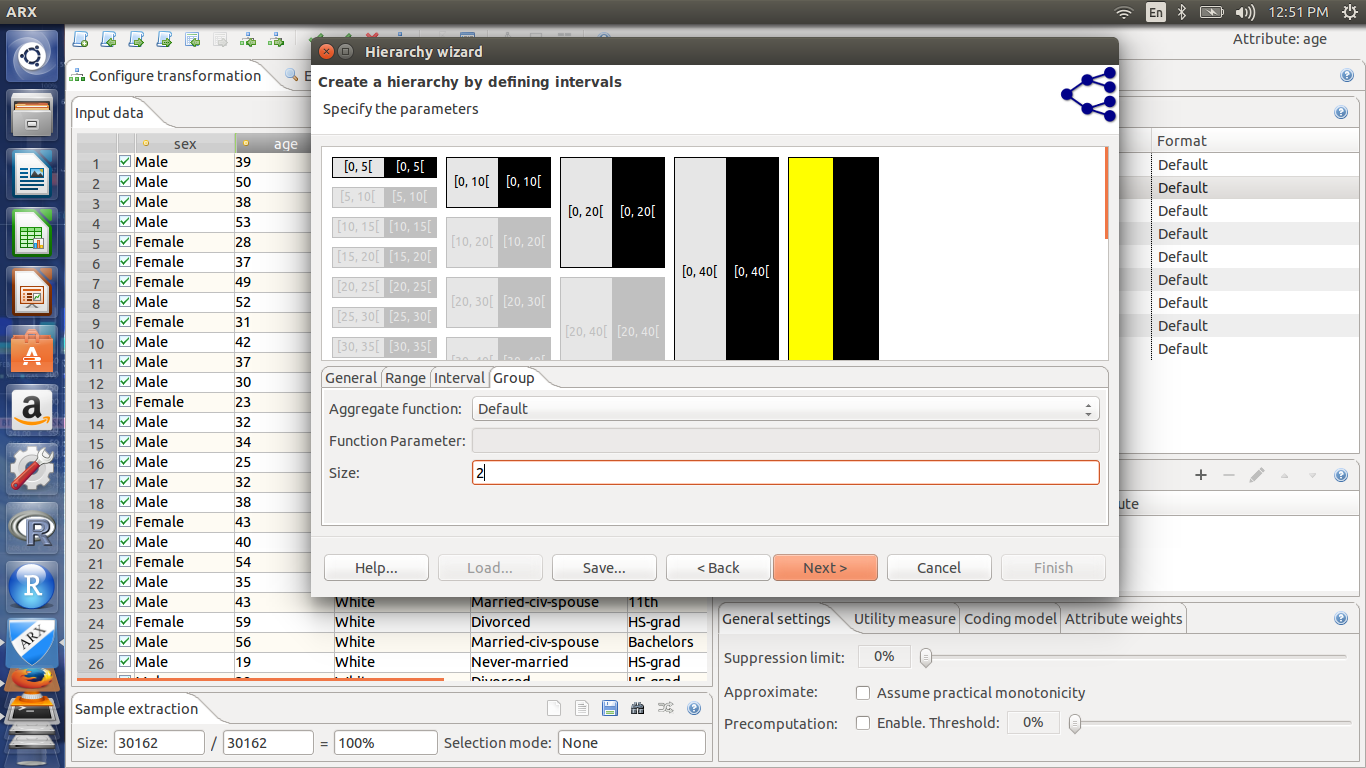 ARX
En
12:51 PM
Attribute: age
Configure transformation
Hierarchy wizard
Create a hierarchy by defining intervals
Specify the parameters
Input data
sex age
1 Male 39
2 Male 50
3 Male 38
4 Male 53
5 Female 28
6 Female 37
7 Female 49
8 Male 52
9 Female 31
10 Male 42
11 Male 37
12 Male 30
13 Female 23
14 Male 32
15 Male 34
16 Male 25
17 Male 32
18 Male 38
19 Female 43
20 Male 40
21 Female 54
22 Male 35
23 Male 43 White Married-civ-spouse 11th
24 Female 59 White Divorced HS-grad
25 Male 56 White Married-civ-spouse Bachelors
26 Male 19 White Never-married HS-grad
[0, 5[ [0, 5[
[5, 10[ [5, 10[
[10, 15[ [10, 15[
[15, 20[ [15, 20[
[20, 25[ [20, 25[
[25, 30[ [25, 30[
[30, 35[ [30, 35[
[0, 10[ [0, 10[
[10, 20[ [10, 20[
[20, 30[ [20, 30[
[0, 20[ [0, 20[
[20, 40[ [20, 40[
[0, 40[ [0, 40[
General Range Interval Group
Aggregate function: Default
Function Parameter:
Size: 2
Help... Load... Save... < Back Next > Cancel Finish
Format
Default
Default
Default
Default
Default
Default
Default
Default
Default
General settings Utility measure Coding model Attribute weights
Suppression limit: 0%
Approximate: Assume practical monotonicity
Precomputation: Enable. Threshold: 0%
Sample extraction
Size: 30162 / 30162 = 100% Selection mode: None